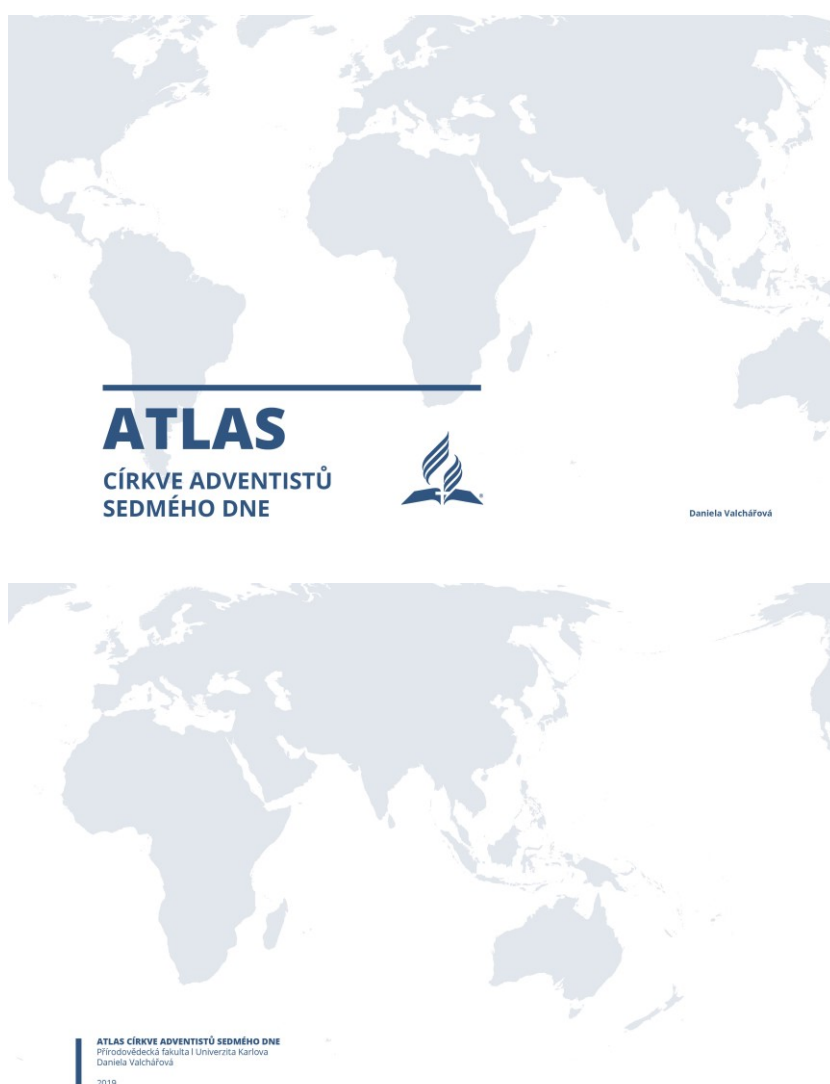 ATLAS
CÍRKVE ADVENTISTŮ
SEDMÉHO DNE
Daniela Valchářová
ATLAS CÍRKVE ADVENTISTŮ SEDMÉHO DNE
Přírodovědecká fakulta I Univerzita Karlova
Daniela Valchářová
2019